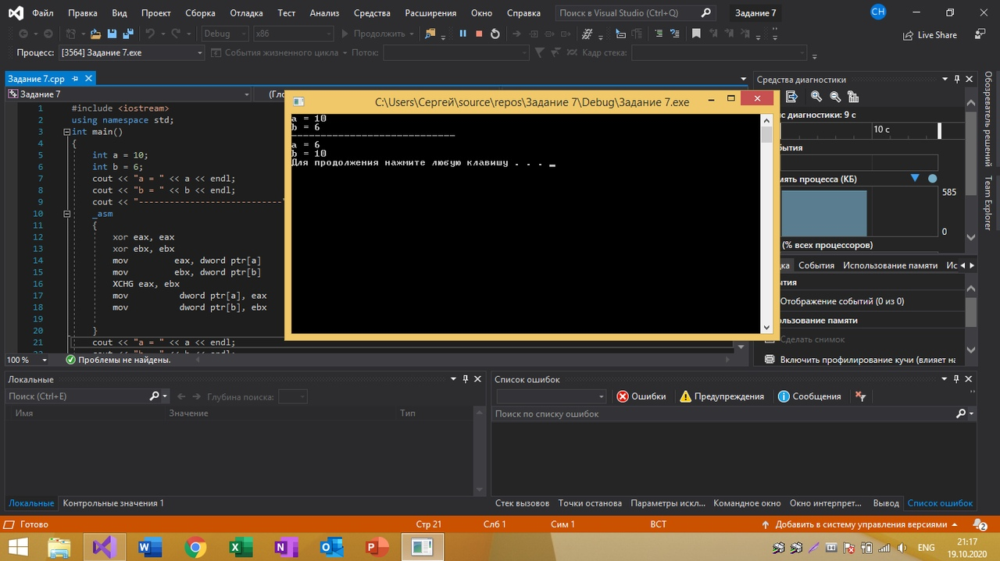 Файл Правка Вид Проект Сборка Отладка Тест Анализ Средства Расширения Окно Справка Поиск в Visual Studio (Ctrl+Q) Задание 7 CH
Debug x86 Продолжить Live Share
Процесс: [3564] Задание 7.exe События жизненного цикла Поток: Кадр стека:
Задание 7.cpp
Задание 7 (Гло
1 #include <iostream>
2 using namespace std;
3 int main()
4 {
5 int a = 10;
6 int b = 6;
7 cout << "a = " << a << endl;
8 cout << "b = " << b << endl;
9 cout << "----------------------------"
10 _asm
11 {
12 xor eax, eax
13 xor ebx, ebx
14 mov eax, dword ptr[a]
15 mov ebx, dword ptr[b]
16 XCHG eax, ebx
17 mov dword ptr[a], eax
18 mov dword ptr[b], ebx
19
20 }
21 cout << "a = " << a << endl;
22 cout << "b = " << b << endl;
100 % Проблемы не найдены.
C:\Users\Сергей\source\repos\Задание 7\Debug\Задание 7.exe
a = 10
b = 6
----------------------------
a = 6
b = 10
Для продолжения нажмите любую клавишу . . . _
Средства диагностики
с диагностики: 9 с
10 с
бытия
мять процесса (КБ)
585
0
(% всех процессоров)
ка События Использование памяти Ис
ытия
Отображение событий (0 из 0)
ользование памяти
Сделать снимок
Включить профилирование кучи (влияет на
Обозреватель решений Team Explorer
Локальные
Поиск (Ctrl+E) Глубина поиска:
Имя Значение Тип
Локальные Контрольные значения 1
Список ошибок
Ошибки Предупреждения Сообщения
Поиск по списку ошибок
Стек вызовов Точки останова Параметры искл... Командное окно Окно интерпрет... Вывод Список ошибок
Готово Стр 21 Слб 1 Сим 1 ВСТ Добавить в систему управления версиями 2
ENG 21:17
19.10.2020